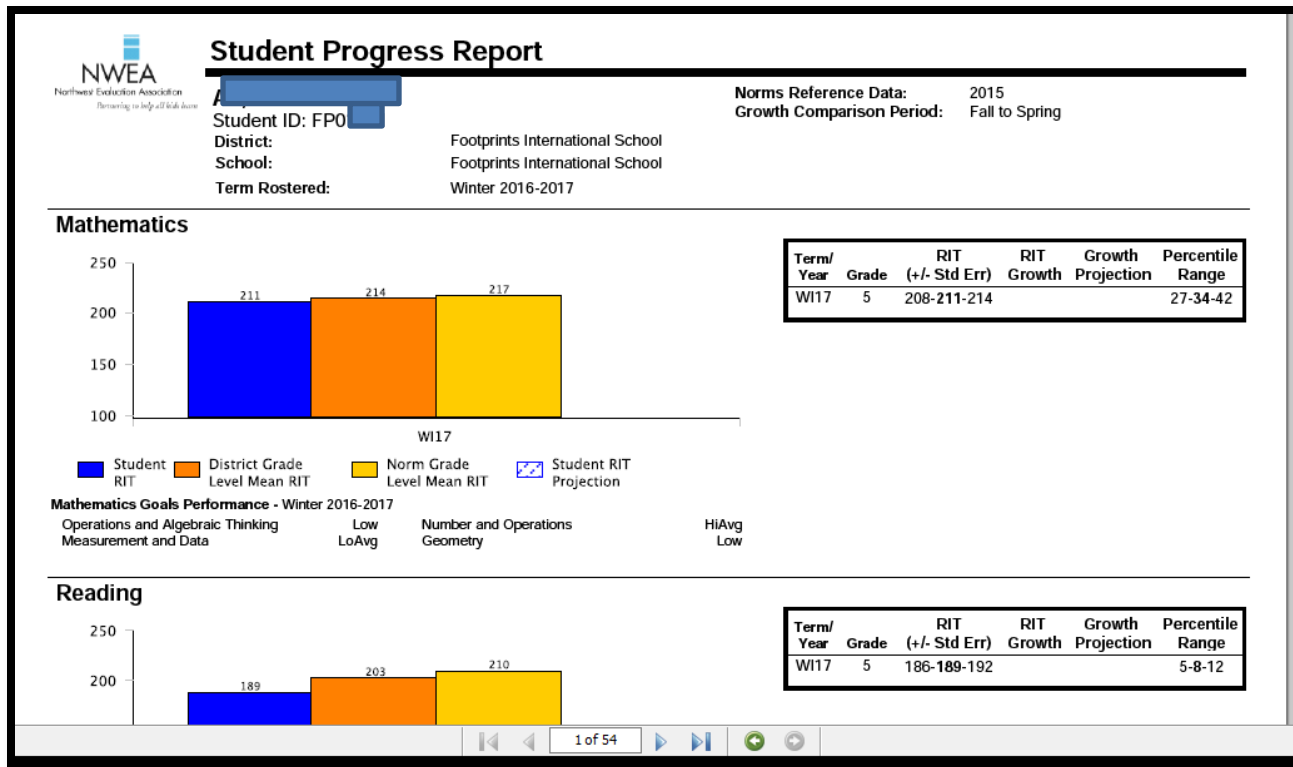 Student Progress Report
NWEA
Northwest Evaluation Association
Partnering to help all kids learn
Norms Reference Data: 2015
Growth Comparison Period: Fall to Spring
Student ID: FP0
District: Footprints International School
School: Footprints International School
Term Rostered: Winter 2016-2017
Mathematics
250
200
150
100
211
214
217
WI17
Student RIT
District Grade Level Mean RIT
Norm Grade Level Mean RIT
Student RIT Projection
Term/ Year Grade RIT (+/- Std Err) RIT Growth Growth Projection Percentile Range
WI17 5 208-211-214 27-34-42
Mathematics Goals Performance - Winter 2016-2017
Operations and Algebraic Thinking Low Number and Operations HiAvg
Measurement and Data LoAvg Geometry Low
Reading
250
200
189
203
210
Term/ Year Grade RIT (+/- Std Err) RIT Growth Growth Projection Percentile Range
WI17 5 186-189-192 5-8-12
1 of 54